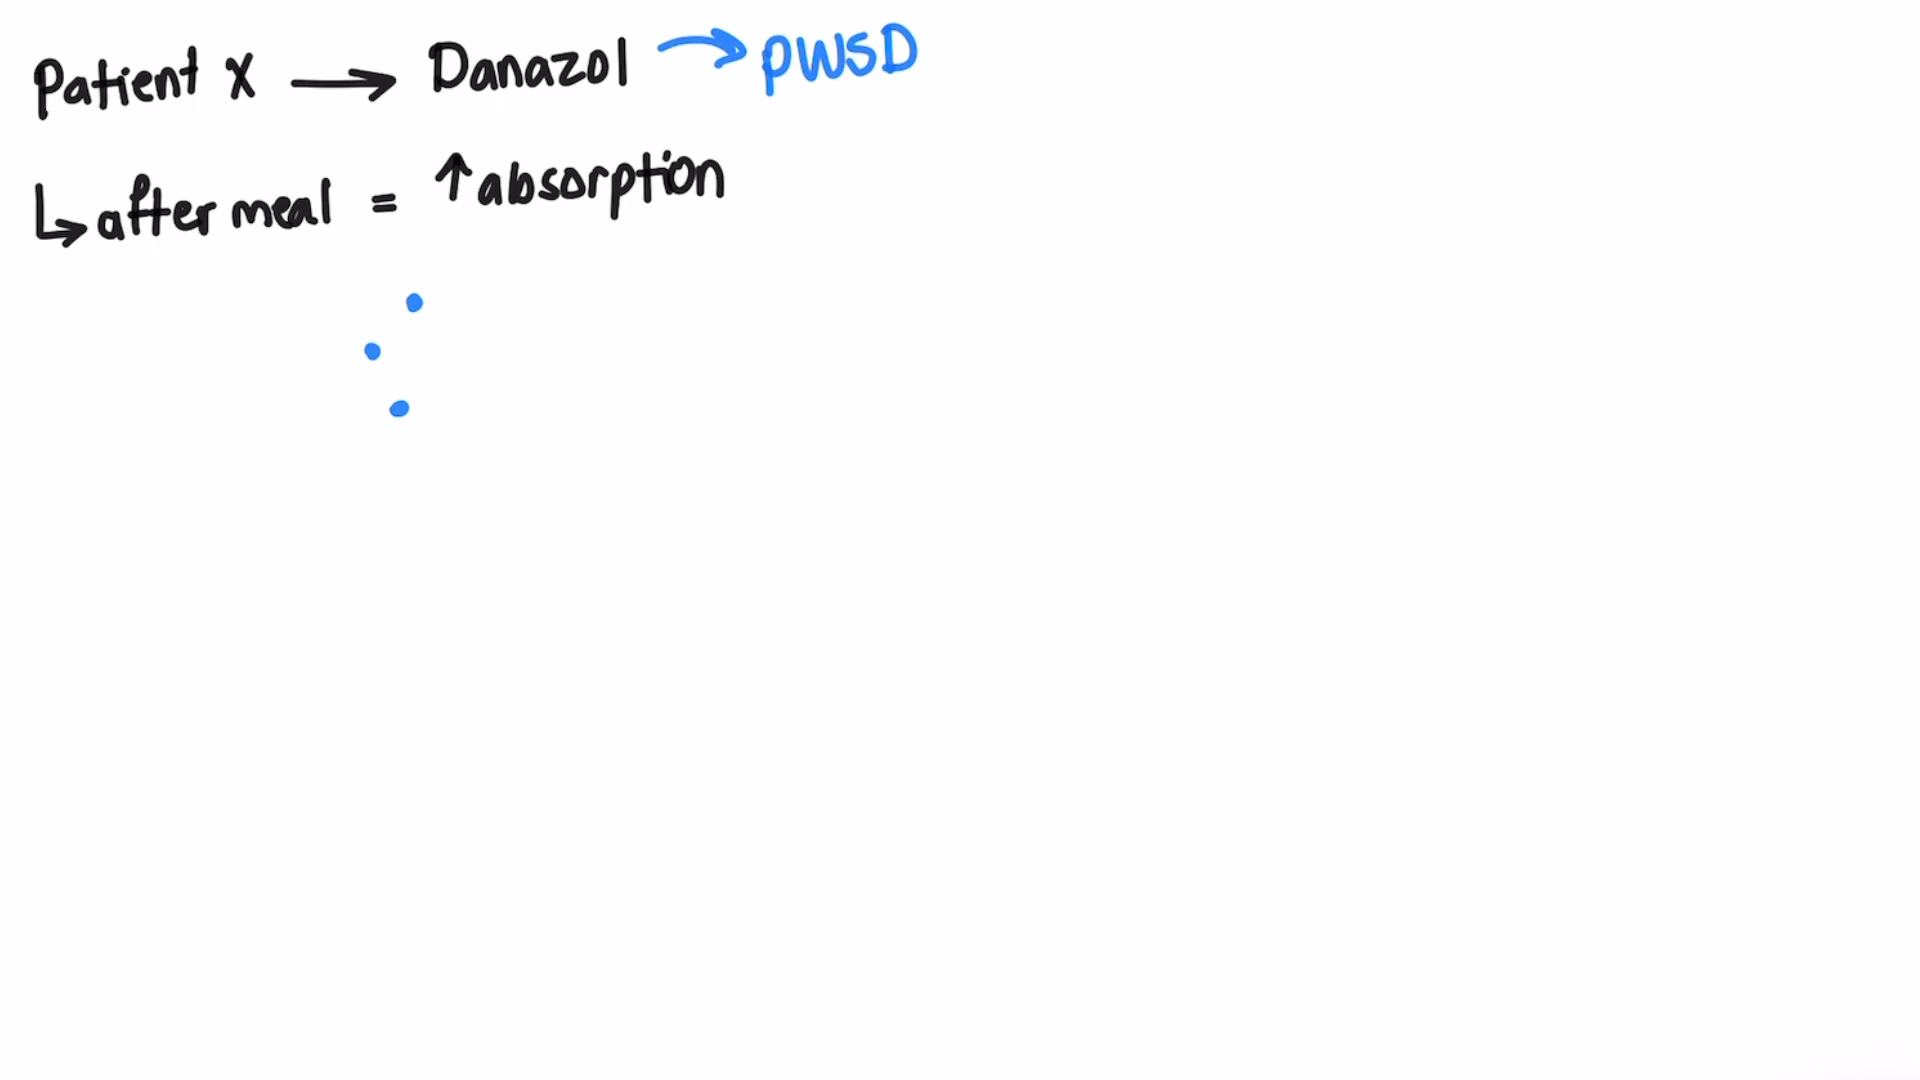 Patient X → Danazol → PWSD
↳ after meal = ↑ absorption